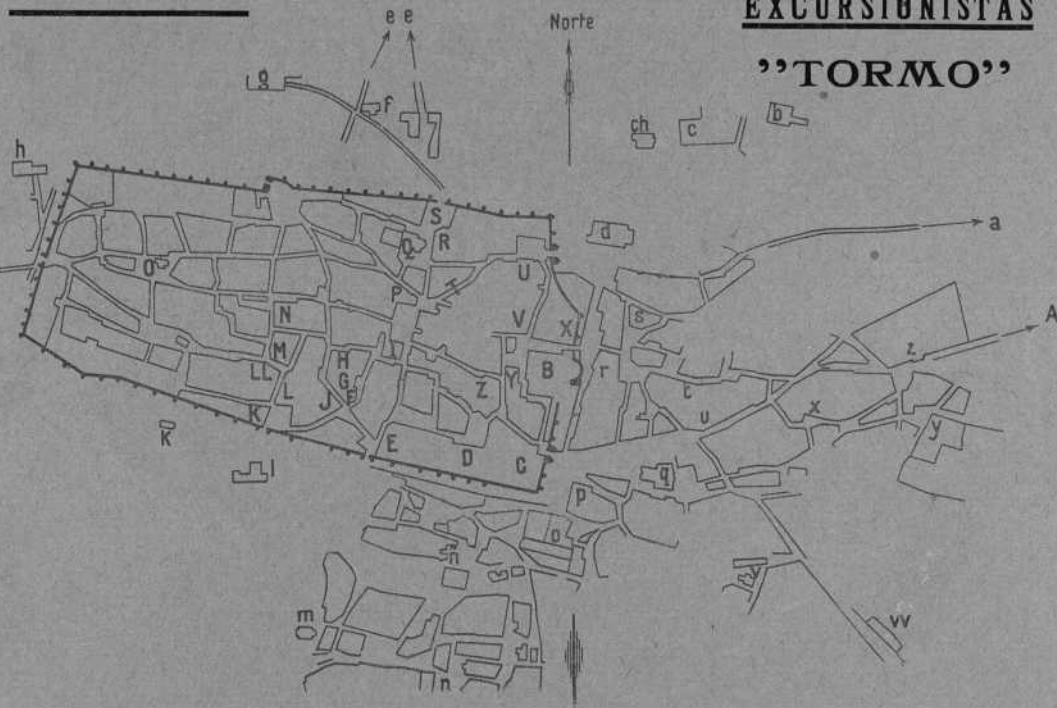 EXCURSIONISTAS
"TORMO"
e e
Norte
g
f
ch
c
b
h
S
R
Q
d
a
O
U
T
P
N
V
X
s
A
M
H
I
B
r
z
LL
G
F
L
J
Z
Y
t
u
x
K
E
D
C
y
k
l
q
p
o
ñ
v
m
vv
n